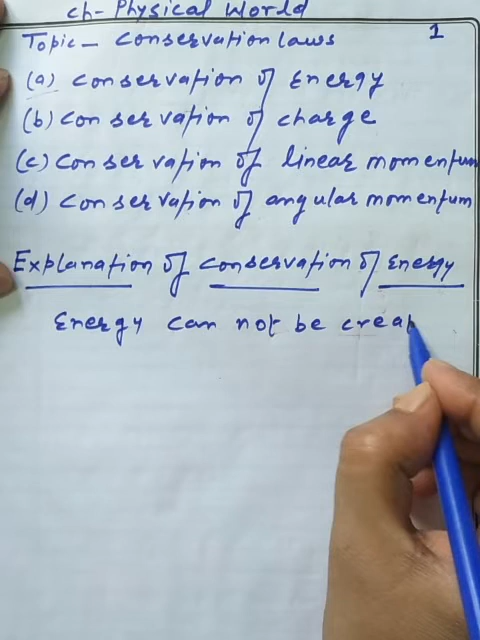 ch- Physical World
1
Topic - Conservation laws
(a) Conservation of Energy
(b) Conservation of charge
(c) Conservation of linear momentum
(d) Conservation of angular momentum
Explanation of conservation of Energy
Energy can not be creat